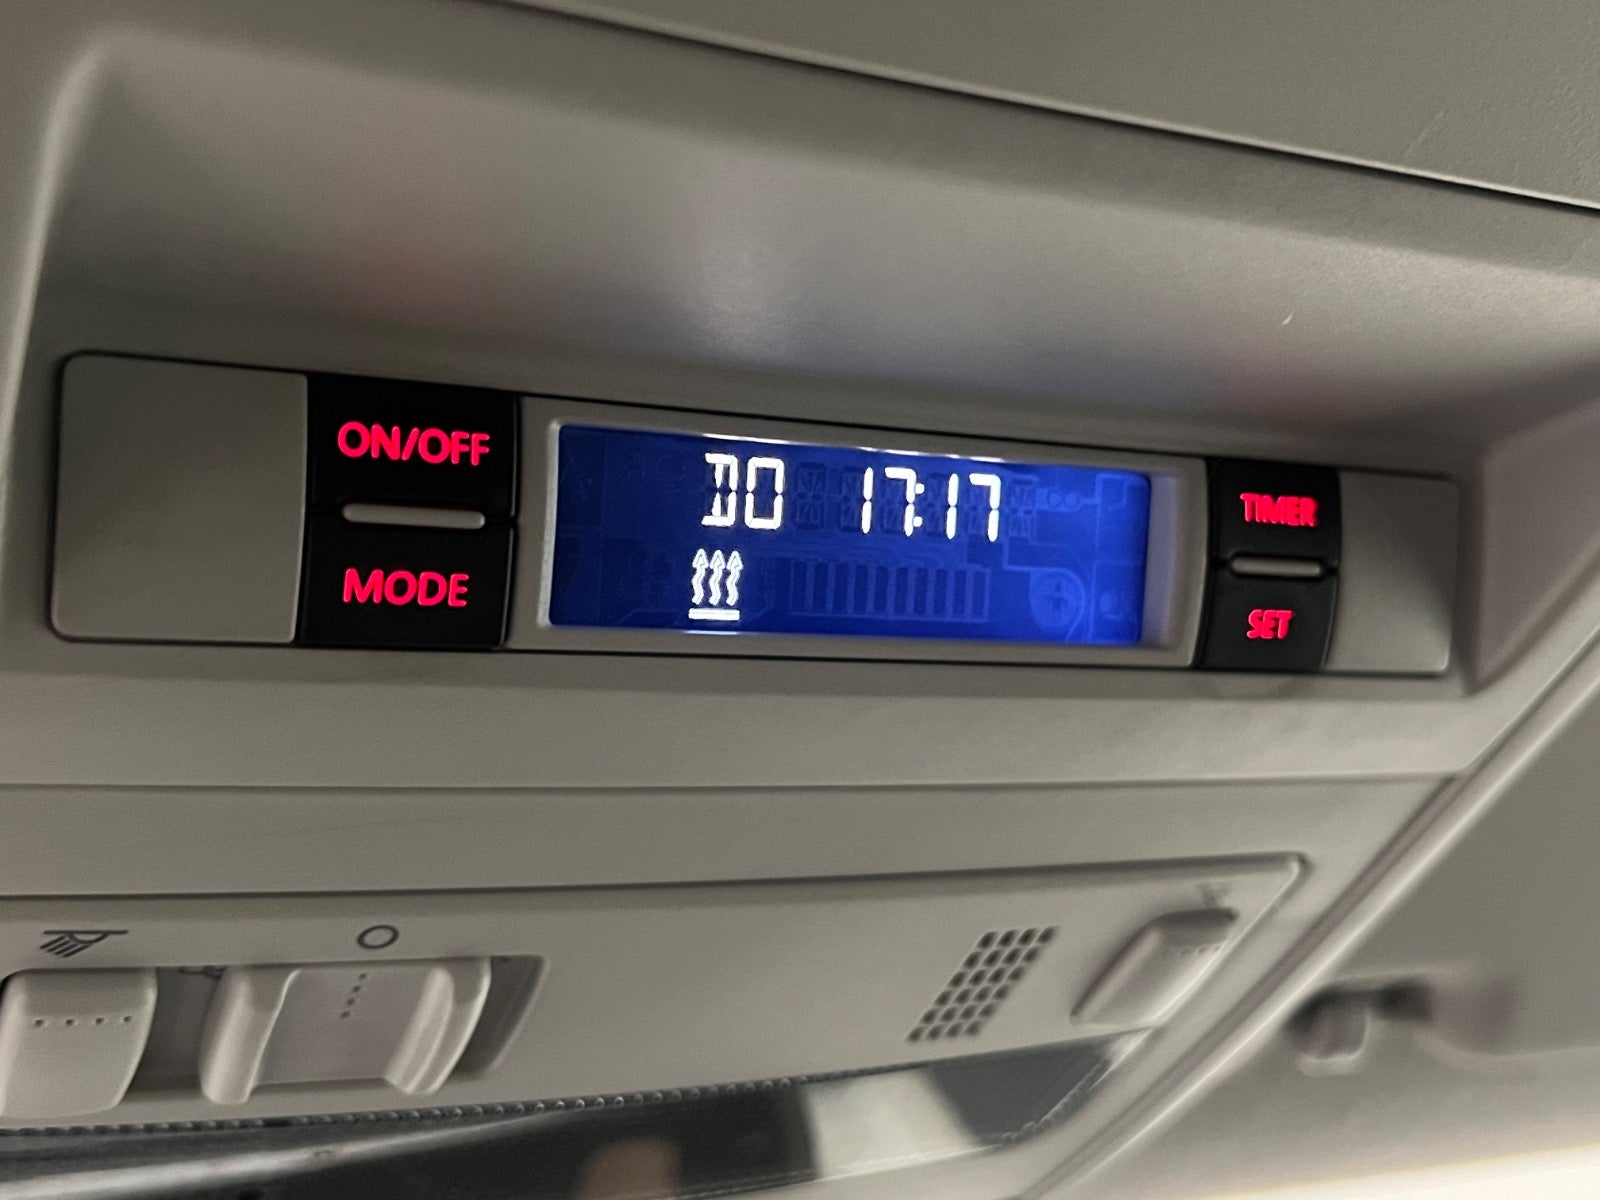 ON/OFF
MODE
DO 17:17
TIMER
SET